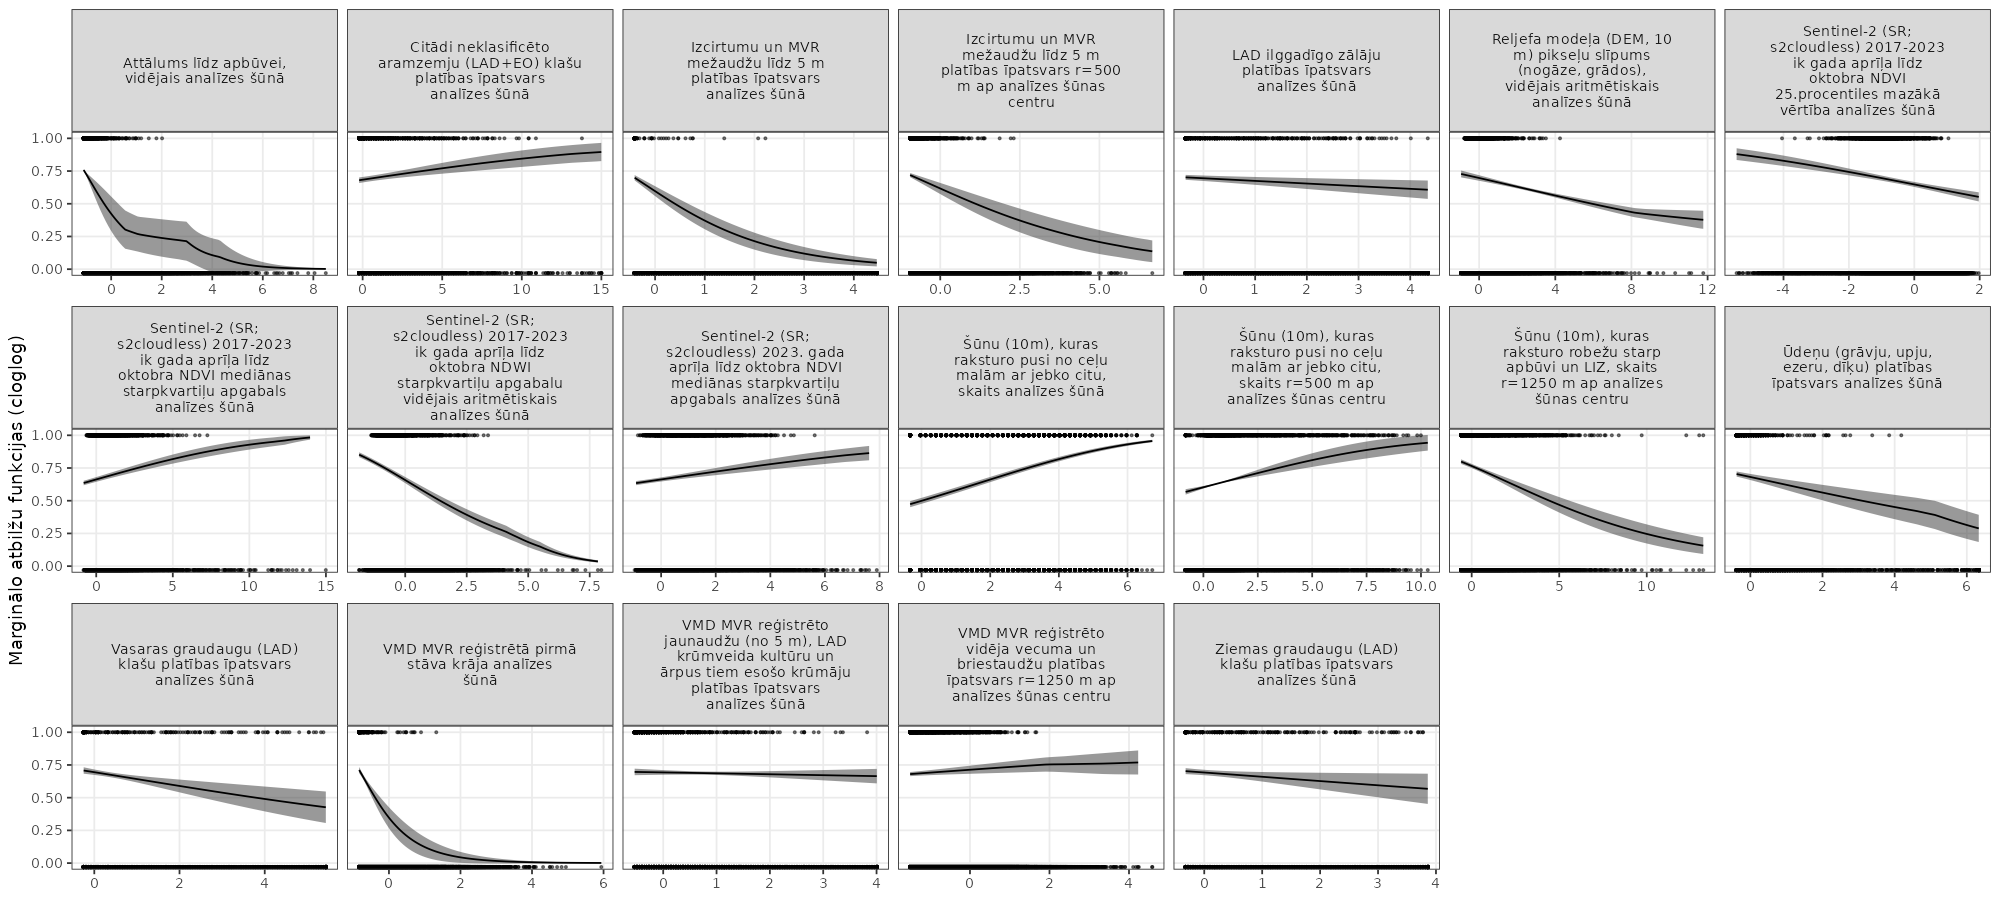 Marginālo atbilžu funkcijas (cloglog)
Attālums līdz apbūvei,
vidējais analīzes šūnā
Citādi neklasificēto
aramzemju (LAD+EO) klašu
platības īpatsvars
analīzes šūnā
Izcirtumu un MVR
mežaudžu līdz 5 m
platības īpatsvars
analīzes šūnā
Izcirtumu un MVR
mežaudžu līdz 5 m
platības īpatsvars r=500
m ap analīzes šūnas
centru
LAD ilggadīgo zālāju
platības īpatsvars
analīzes šūnā
Reljefa modeļa (DEM, 10
m) pikseļu slīpums
(nogāze, grādos),
vidējais aritmētiskais
analīzes šūnā
Sentinel-2 (SR;
s2cloudless) 2017-2023
ik gada aprīļa līdz
oktobra NDVI
25.procentiles mazākā
vērtība analīzes šūnā
1.00
0.75
0.50
0.25
0.00
0 2 4 6 8
0 5 10 15
0 1 2 3 4
0.0 2.5 5.0
0 1 2 3 4
0 4 8 12
-4 -2 0 2
Sentinel-2 (SR;
s2cloudless) 2017-2023
ik gada aprīļa līdz
oktobra NDVI mediānas
starpkvartiļu apgabals
analīzes šūnā
Sentinel-2 (SR;
s2cloudless) 2017-2023
ik gada aprīļa līdz
oktobra NDWI
starpkvartiļu apgabalu
vidējais aritmētiskais
analīzes šūnā
Sentinel-2 (SR;
s2cloudless) 2023. gada
aprīļa līdz oktobra NDVI
mediānas starpkvartiļu
apgabals analīzes šūnā
Šūnu (10m), kuras
raksturo pusi no ceļu
malām ar jebko citu,
skaits analīzes šūnā
Šūnu (10m), kuras
raksturo pusi no ceļu
malām ar jebko citu,
skaits r=500 m ap
analīzes šūnas centru
Šūnu (10m), kuras
raksturo robežu starp
apbūvi un LIZ, skaits
r=1250 m ap analīzes
šūnas centru
Ūdeņu (grāvju, upju,
ezeru, dīķu) platības
īpatsvars analīzes šūnā
1.00
0.75
0.50
0.25
0.00
0 5 10 15
0.0 2.5 5.0 7.5
0 2 4 6 8
0 2 4 6
0.0 2.5 5.0 7.5 10.0
0 5 10
0 2 4 6
Vasaras graudaugu (LAD)
klašu platības īpatsvars
analīzes šūnā
VMD MVR reģistrētā pirmā
stāva krāja analīzes
šūnā
VMD MVR reģistrēto
jaunaudžu (no 5 m), LAD
krūmveida kultūru un
ārpus tiem esošo krūmāju
platības īpatsvars
analīzes šūnā
VMD MVR reģistrēto
vidēja vecuma un
briestaudžu platības
īpatsvars r=1250 m ap
analīzes šūnas centru
Ziemas graudaugu (LAD)
klašu platības īpatsvars
analīzes šūnā
1.00
0.75
0.50
0.25
0.00
0 2 4
0 2 4 6
0 1 2 3 4
0 2 4
0 1 2 3 4